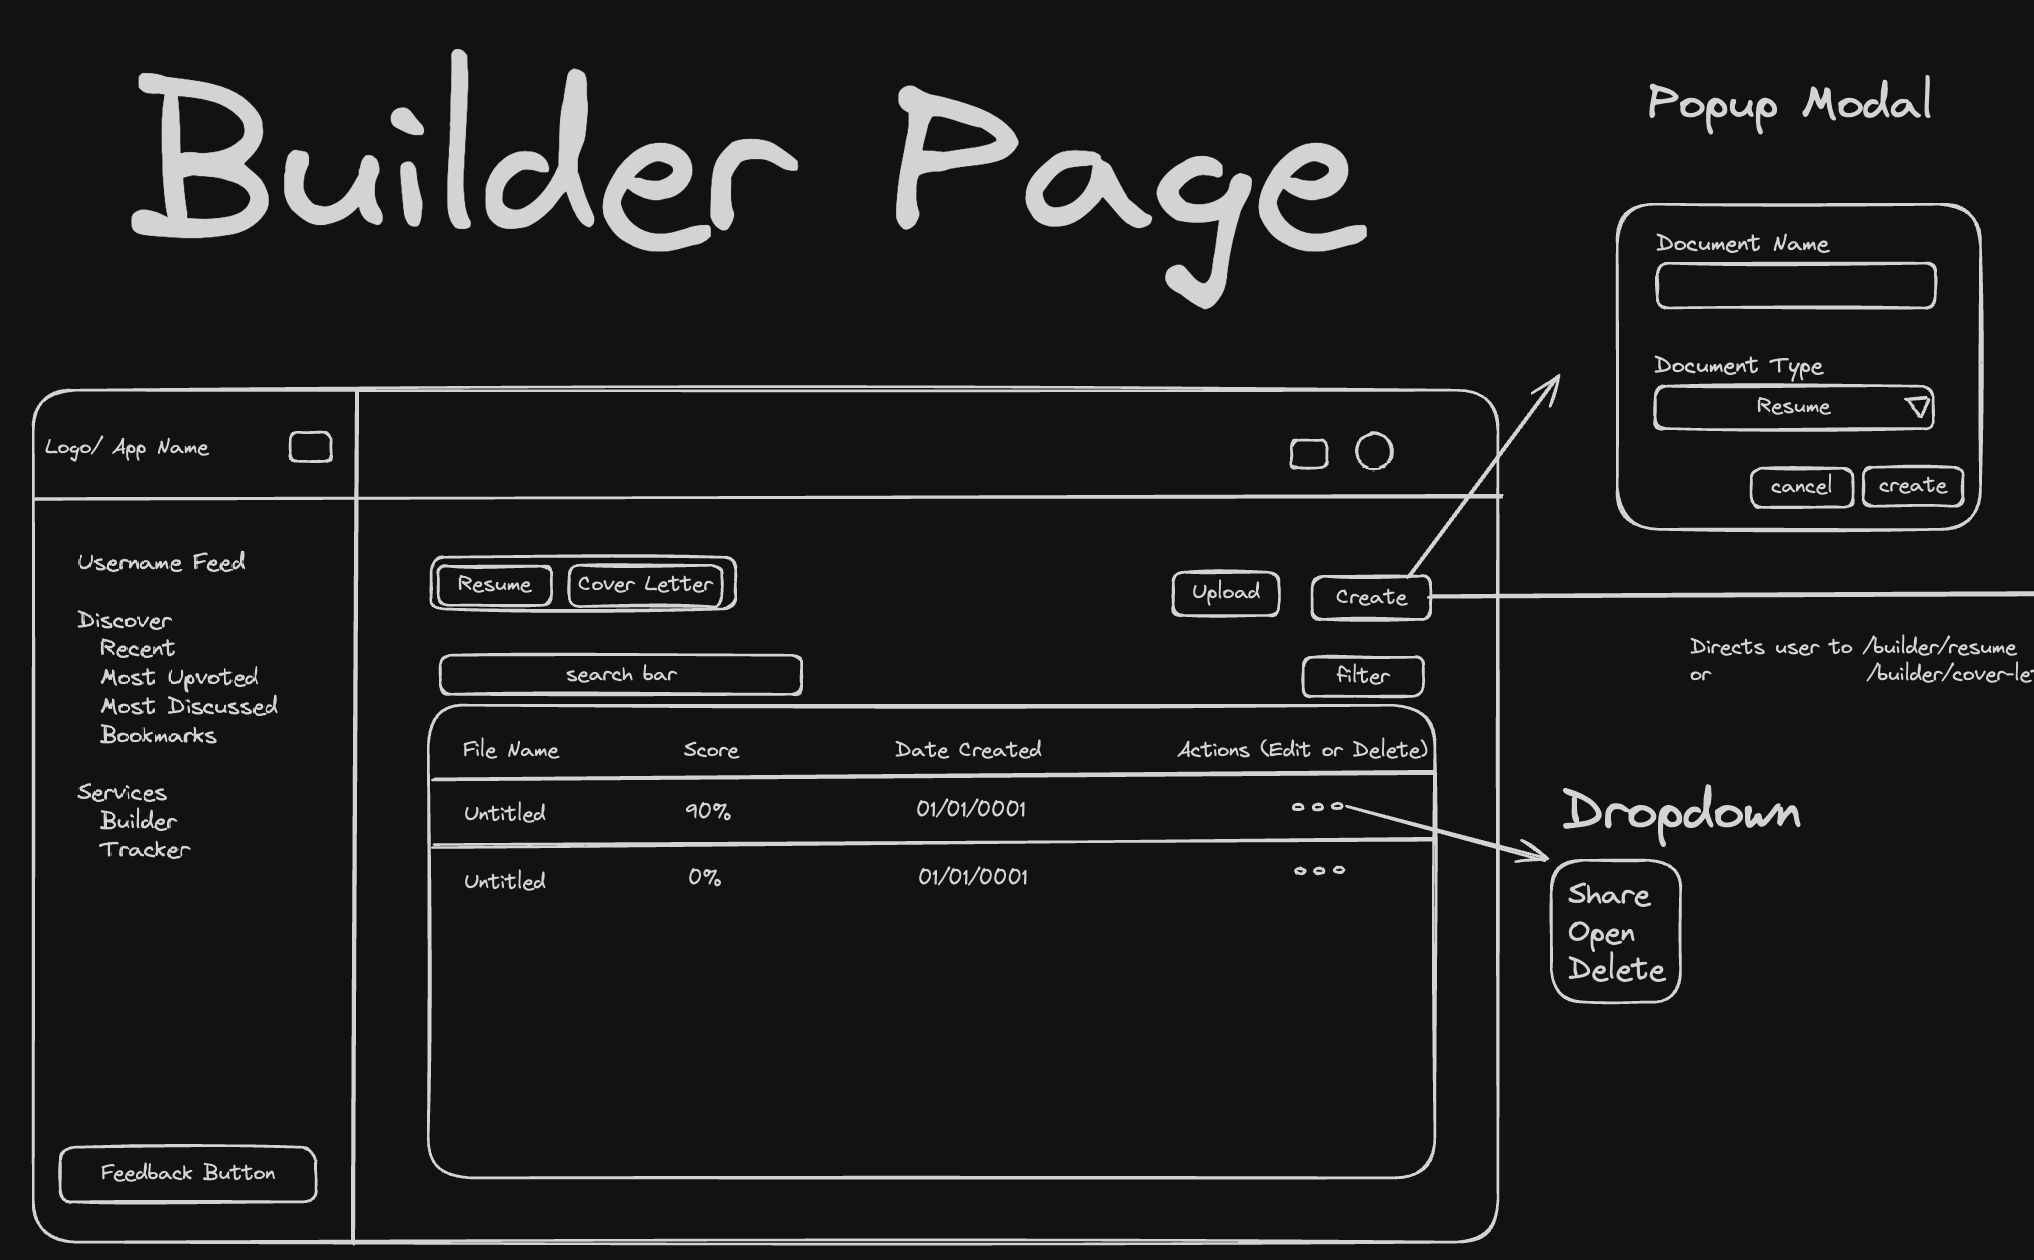 Builder Page
Popup Modal
Document Name
Document Type
Resume
cancel
create
Logo/ App Name
Username Feed
Discover
Recent
Most Upvoted
Most Discussed
Bookmarks
Services
Builder
Tracker
Feedback Button
Resume
Cover Letter
Upload
Create
search bar
filter
File Name Score Date Created Actions (Edit or Delete)
Untitled 90% 01/01/0001
Untitled 0% 01/01/0001
Directs user to /builder/resume
or /builder/cover-le
Dropdown
Share
Open
Delete